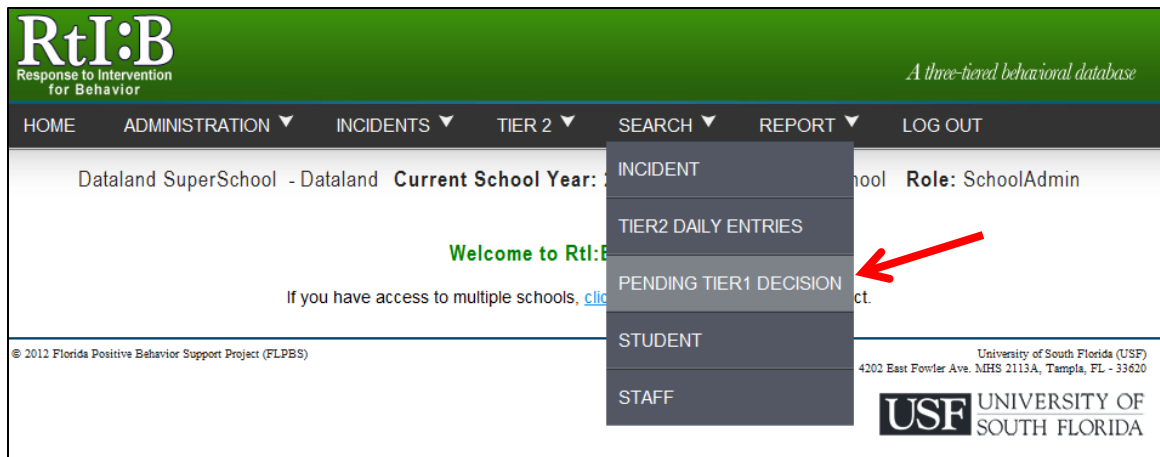 RtI:B
Response to Intervention
for Behavior
A three-tiered behavioral database
HOME ADMINISTRATION INCIDENTS TIER 2 SEARCH REPORT LOG OUT
Dataland SuperSchool - Dataland Current School Year: Role: SchoolAdmin
INCIDENT
TIER2 DAILY ENTRIES
Welcome to RtI:B
PENDING TIER1 DECISION
If you have access to multiple schools,
STUDENT
STAFF
© 2012 Florida Positive Behavior Support Project (FLPBS)
University of South Florida (USF)
4202 East Fowler Ave. MHS 2113A, Tampla, FL - 33620
USF UNIVERSITY OF
SOUTH FLORIDA